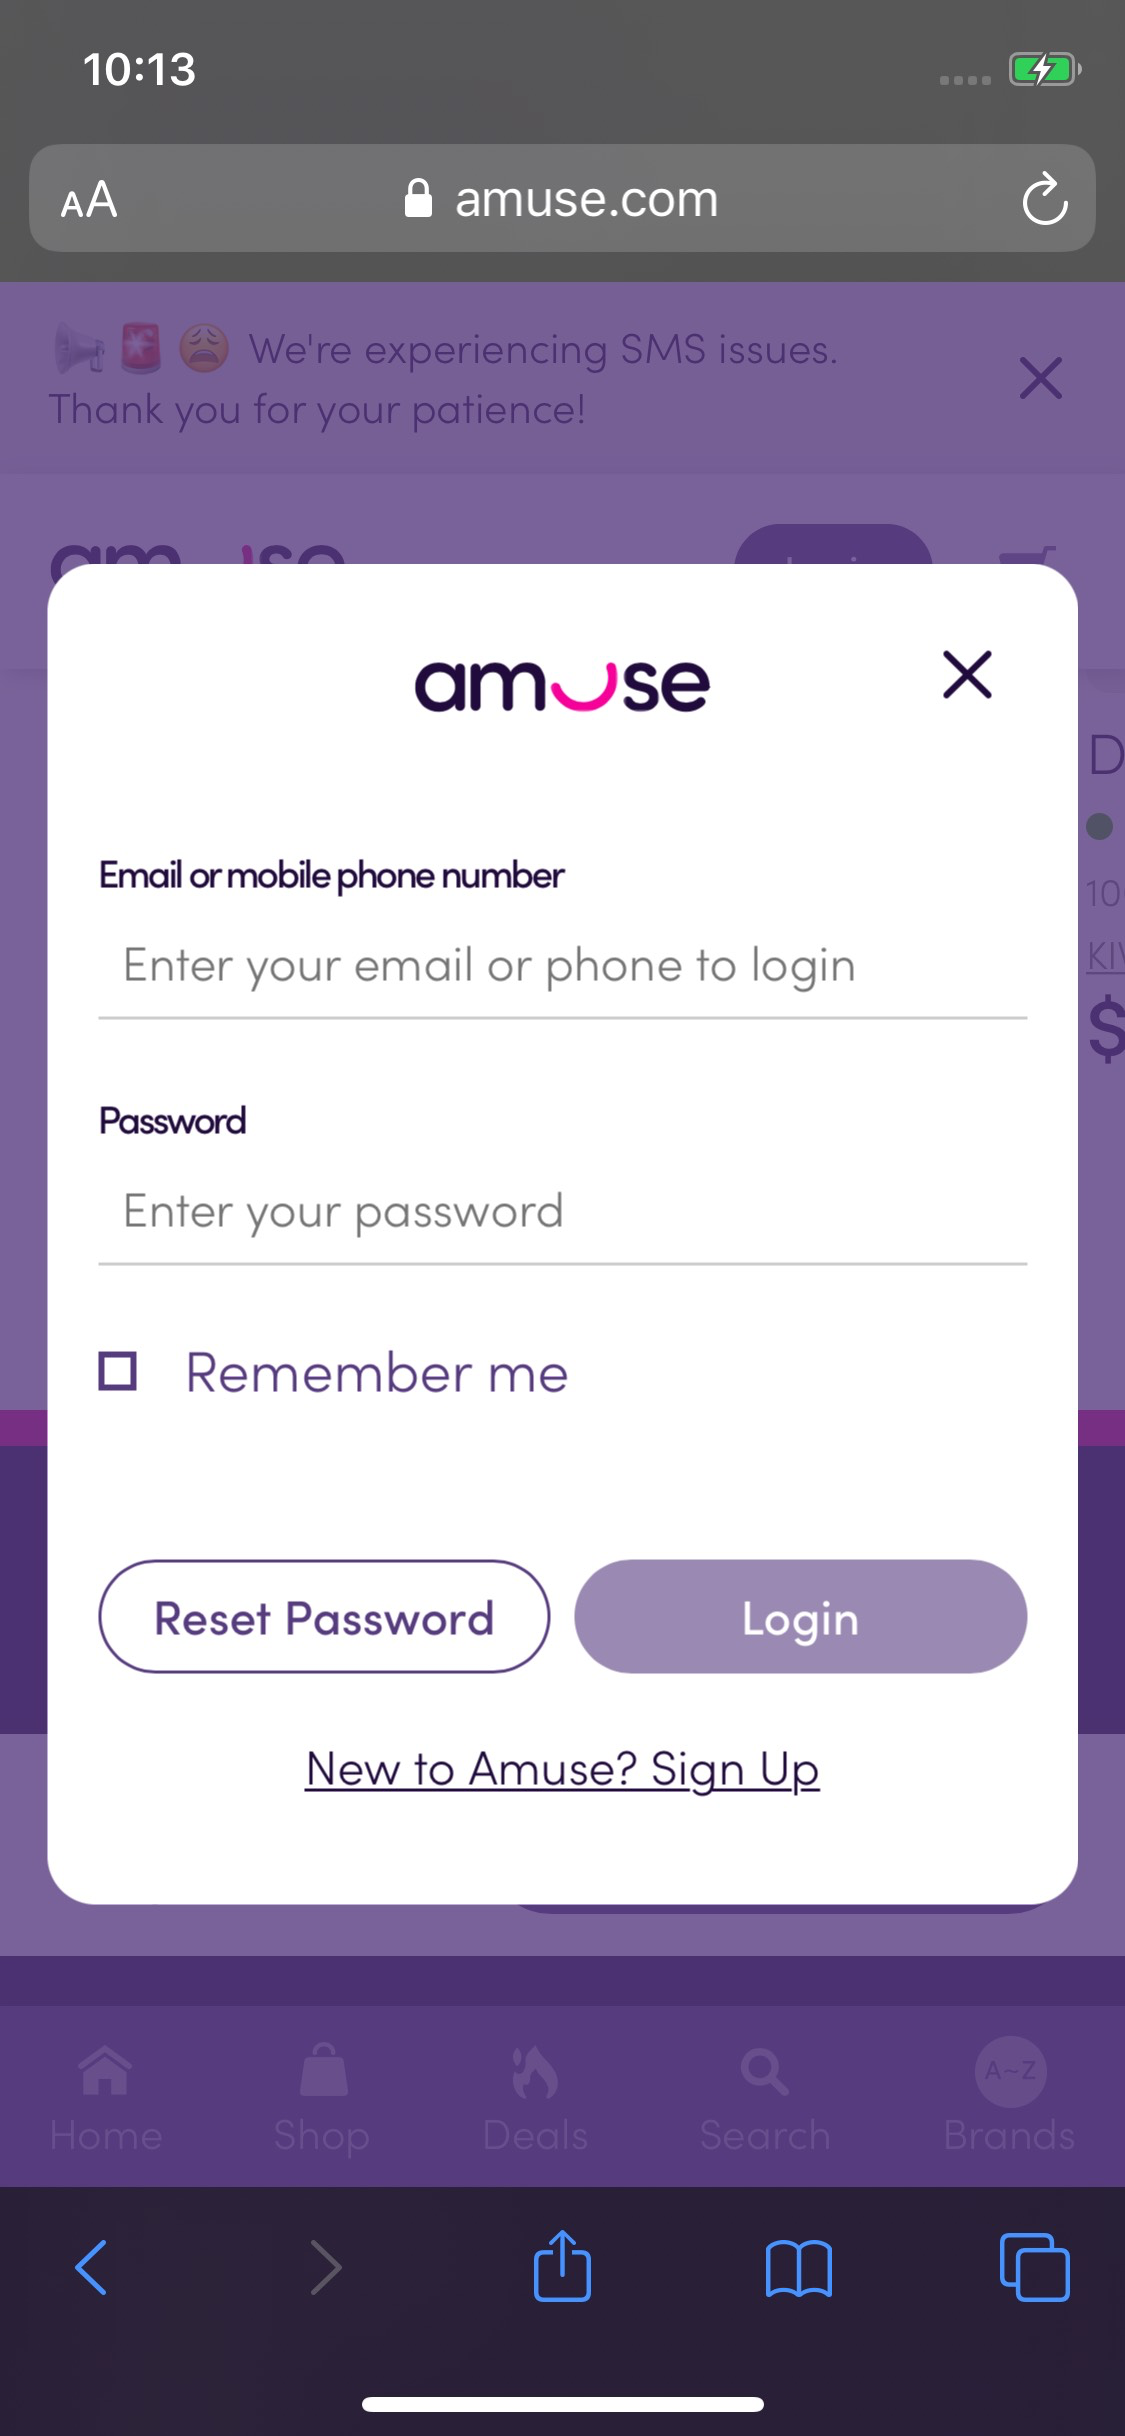 10:13
AA
amuse.com
We're experiencing SMS issues.
Thank you for your patience!
amuse
Email or mobile phone number
Enter your email or phone to login
Password
Enter your password
Remember me
Reset Password
Login
New to Amuse? Sign Up
10
$
A~Z
Home
Shop
Deals
Search
Brands